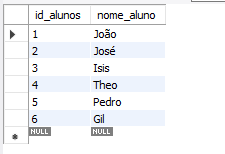 id_alunos nome_aluno
1 João
2 José
3 Isis
4 Theo
5 Pedro
6 Gil
NULL NULL